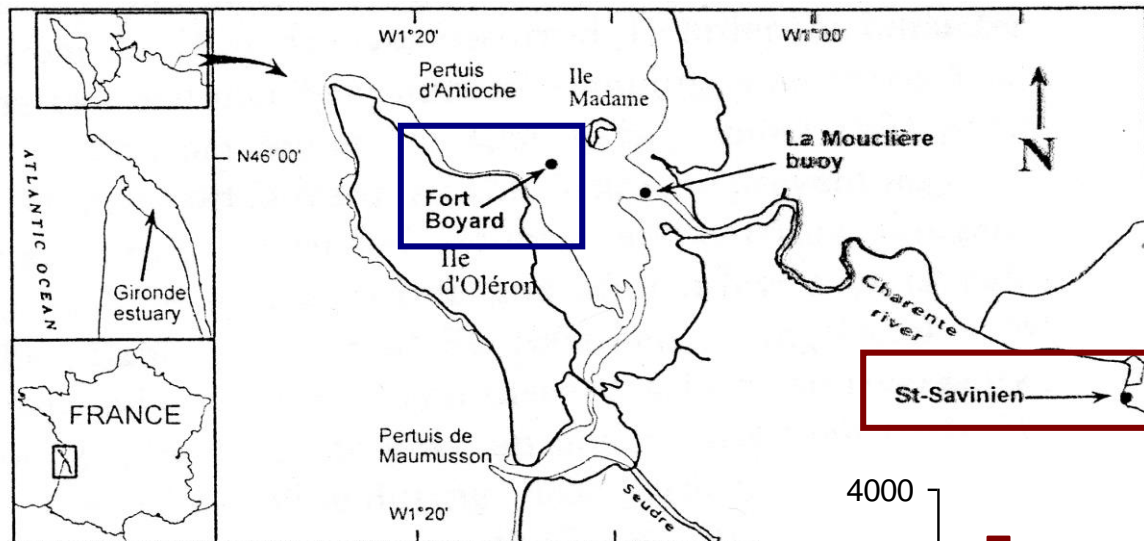 W1°20'
W1°00'
Pertuis
d'Antioche
Ile
Madame
N
La Mouclière
buoy
N46°00'
Fort
Boyard
ATLANTIC OCEAN
Ile
d'Oléron
Gironde
estuary
Charente
river
St-Savinien
FRANCE
Pertuis de
Maumusson
Seudre
4000
W1°20'